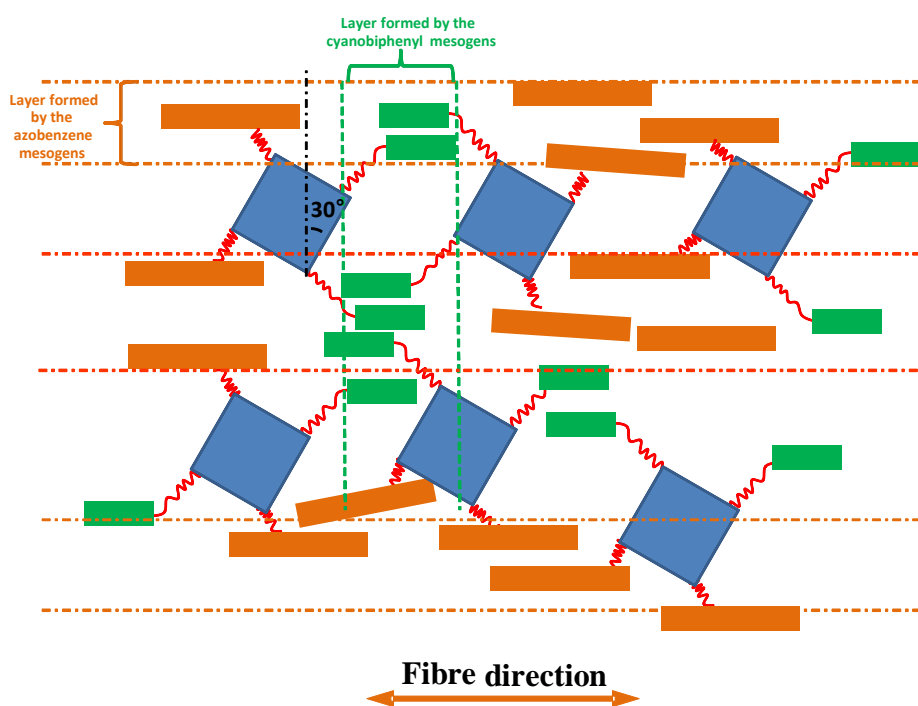 Layer formed by the
cyanobiphenyl mesogens
Layer formed
by the
azobenzene
mesogens
30°
Fibre direction